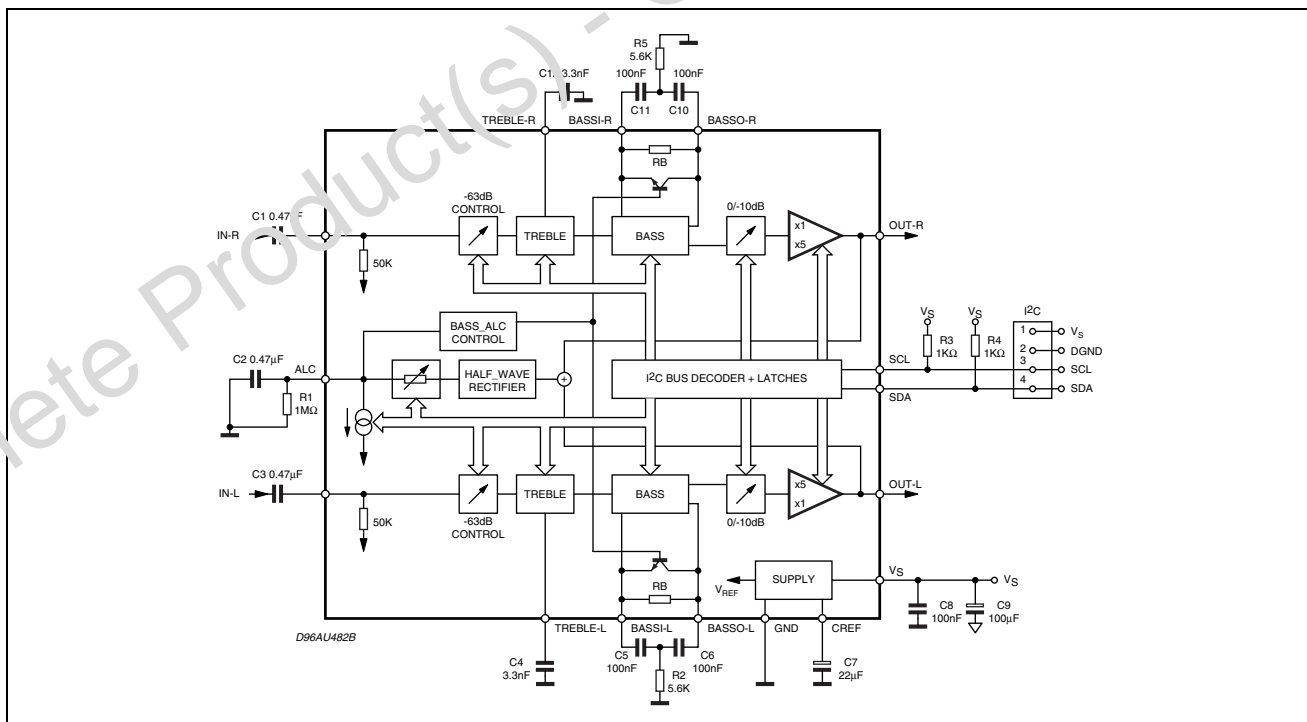 lete Product(s) -
R5
5.6K
3.3nF
100nF
100nF
C11
C10
TREBLE-R
BASSI-R
BASSO-R
RB
-63dB
CONTROL
0/-10dB
C1 0.47
IN-R
TREBLE
BASS
x1
x5
OUT-R
50K
BASS_ALC
CONTROL
VS
VS
I2C
R3
1KΩ
R4
1KΩ
1
VS
2
DGND
3
SCL
4
SDA
C2 0.47µF
ALC
HALF_WAVE
RECTIFIER
+
I2C BUS DECODER + LATCHES
SCL
SDA
R1
1MΩ
C3 0.47µF
IN-L
TREBLE
BASS
x5
x1
OUT-L
50K
-63dB
CONTROL
0/-10dB
VREF
SUPPLY
VS
VS
RB
C8
100nF
C9
100µF
D96AU482B
TREBLE-L
BASSI-L
BASSO-L
GND
CREF
C4
3.3nF
C5
100nF
C6
100nF
R2
5.6K
C7
22µF